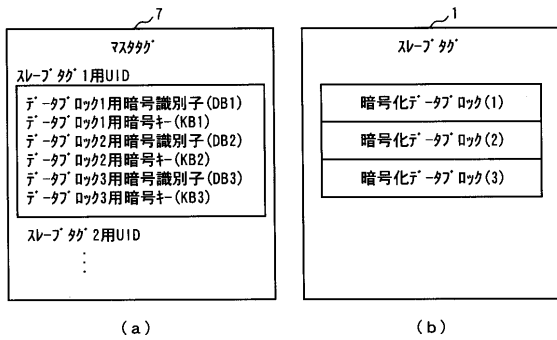 7
マスタタグ
スレーブタグ1用UID
データブロック1用暗号識別子(DB1)
データブロック1用暗号キー(KB1)
データブロック2用暗号識別子(DB2)
データブロック2用暗号キー(KB2)
データブロック3用暗号識別子(DB3)
データブロック3用暗号キー(KB3)
スレーブタグ2用UID
(a)
1
スレーブタグ
暗号化データブロック(1)
暗号化データブロック(2)
暗号化データブロック(3)
(b)